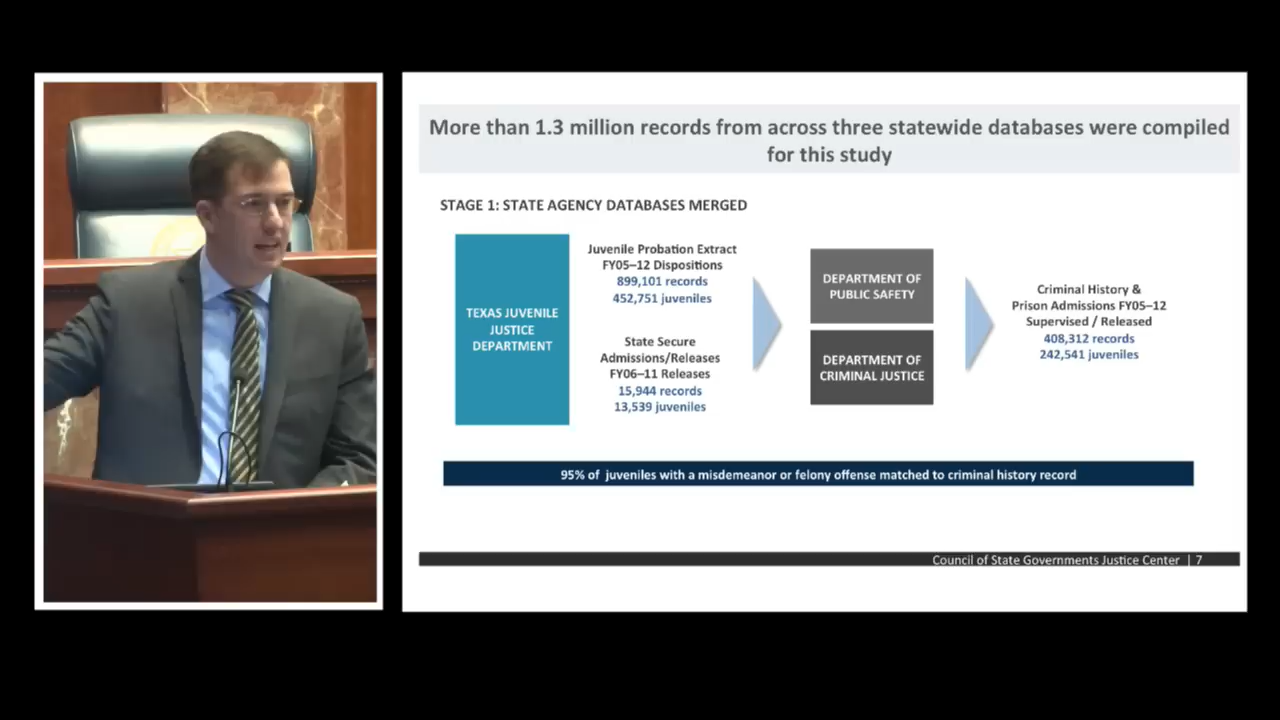 More than 1.3 million records from across three statewide databases were compiled
for this study
STAGE 1: STATE AGENCY DATABASES MERGED
TEXAS JUVENILE
JUSTICE
DEPARTMENT
Juvenile Probation Extract
FY05–12 Dispositions
899,101 records
452,751 juveniles
State Secure
Admissions/Releases
FY06–11 Releases
15,944 records
13,539 juveniles
DEPARTMENT OF
PUBLIC SAFETY
DEPARTMENT OF
CRIMINAL JUSTICE
Criminal History &
Prison Admissions FY05–12
Supervised / Released
408,312 records
242,541 juveniles
95% of juveniles with a misdemeanor or felony offense matched to criminal history record
Council of State Governments Justice Center | 7